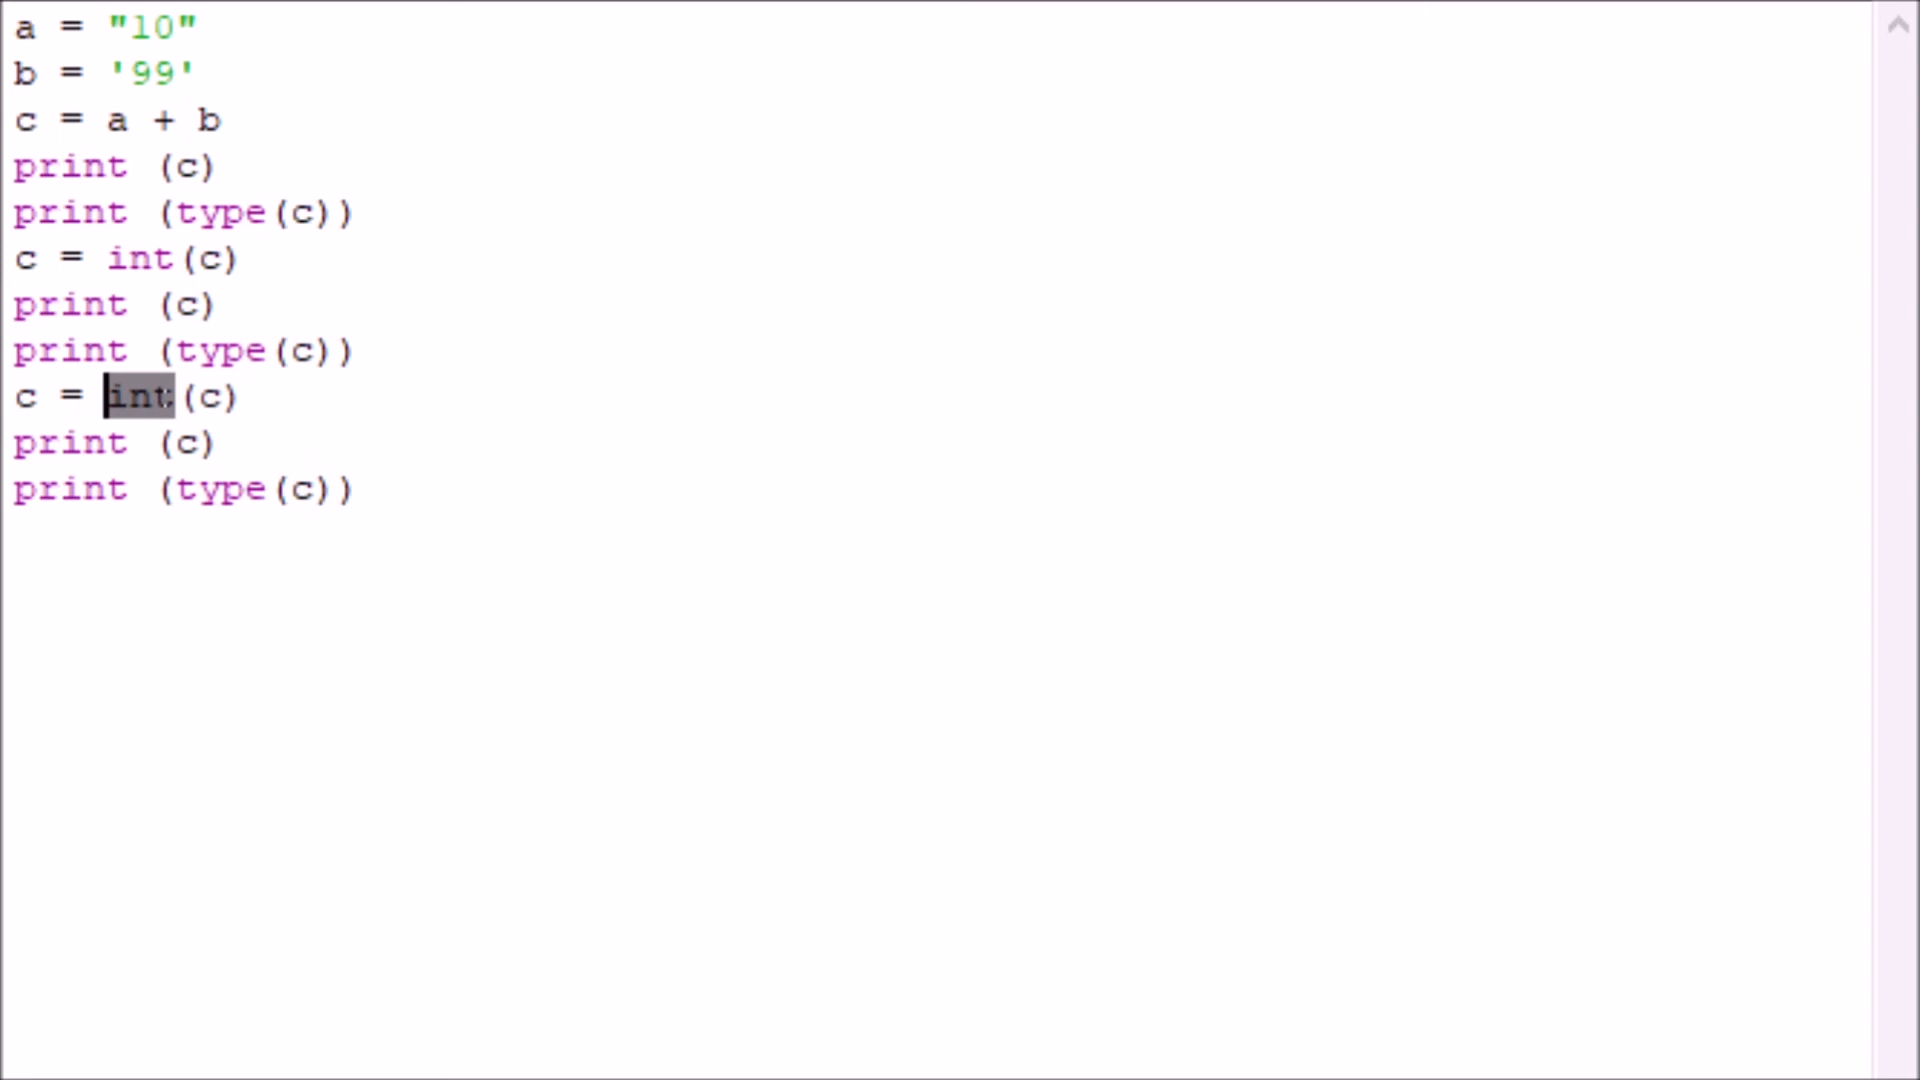 a = "10"
b = '99'
c = a + b
print (c)
print (type(c))
c = int(c)
print (c)
print (type(c))
c = int(c)
print (c)
print (type(c))